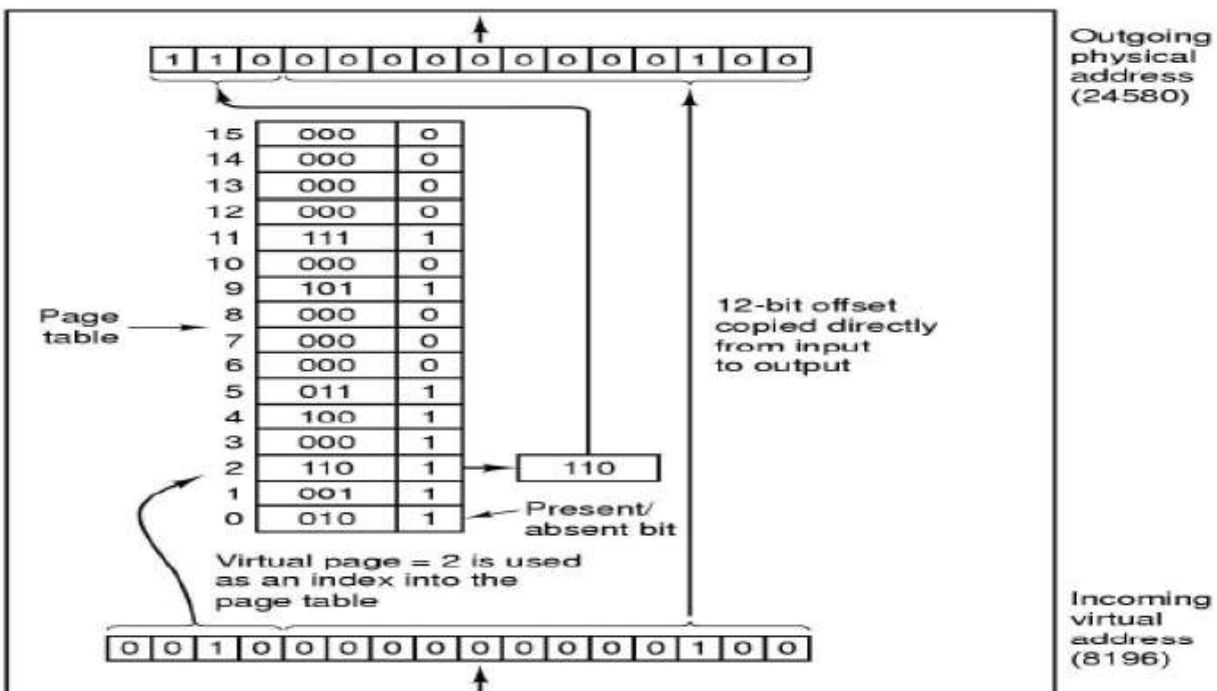 1 1 0 0 0 0 0 0 0 0 0 0 1 0 0
Outgoing
physical
address
(24580)
15 000 0
14 000 0
13 000 0
12 000 0
11 111 1
10 000 0
9 101 1
8 000 0
7 000 0
6 000 0
5 011 1
4 100 1
3 000 1
2 110 1
1 001 1
0 010 1
Page
table
110
Present/
absent bit
12-bit offset
copied directly
from input
to output
Virtual page = 2 is used
as an index into the
page table
0 0 1 0 0 0 0 0 0 0 0 0 0 1 0 0
Incoming
virtual
address
(8196)